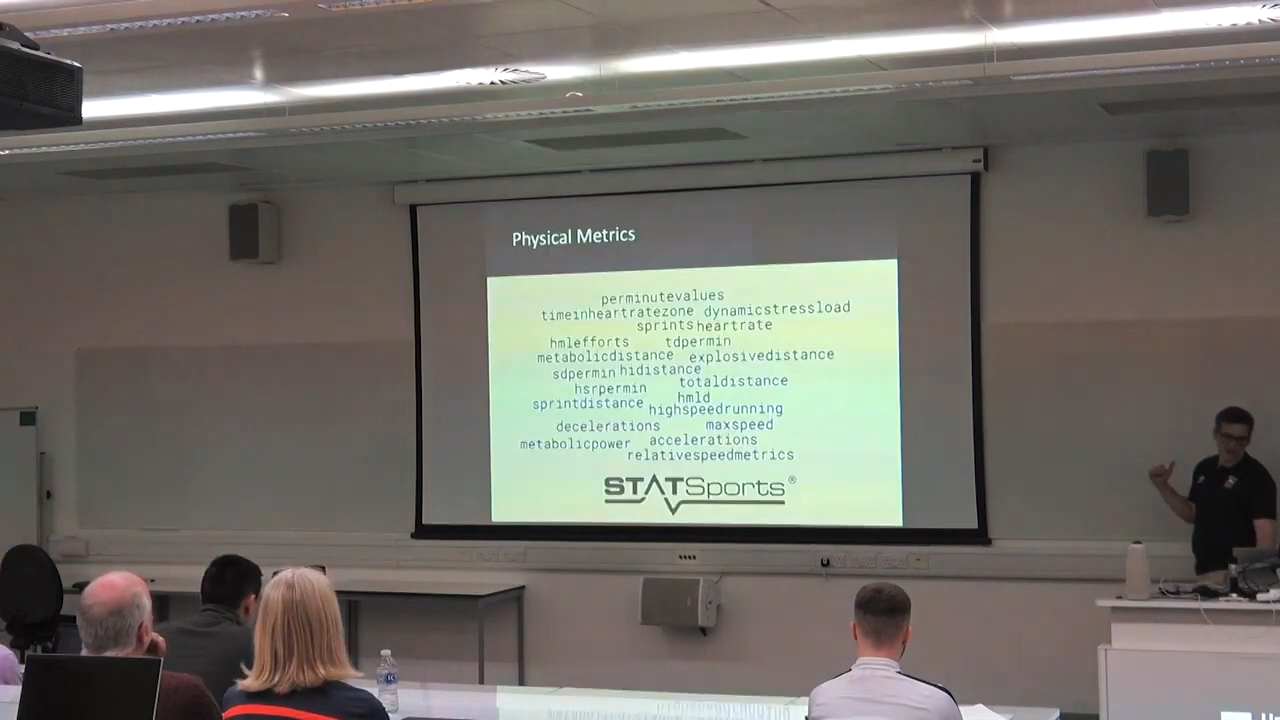 Physical Metrics
perminutevalues
timeinheartratezone dynamicstressload
sprints heartrate
hmlefforts tdpermin
metabolicdistance explosivedistance
sdpermin hidistance
hsrpermin totaldistance
sprintdistance hmld
highspeedrunning
decelerations maxspeed
metabolicpower accelerations
relativespeedmetrics
STATSports®